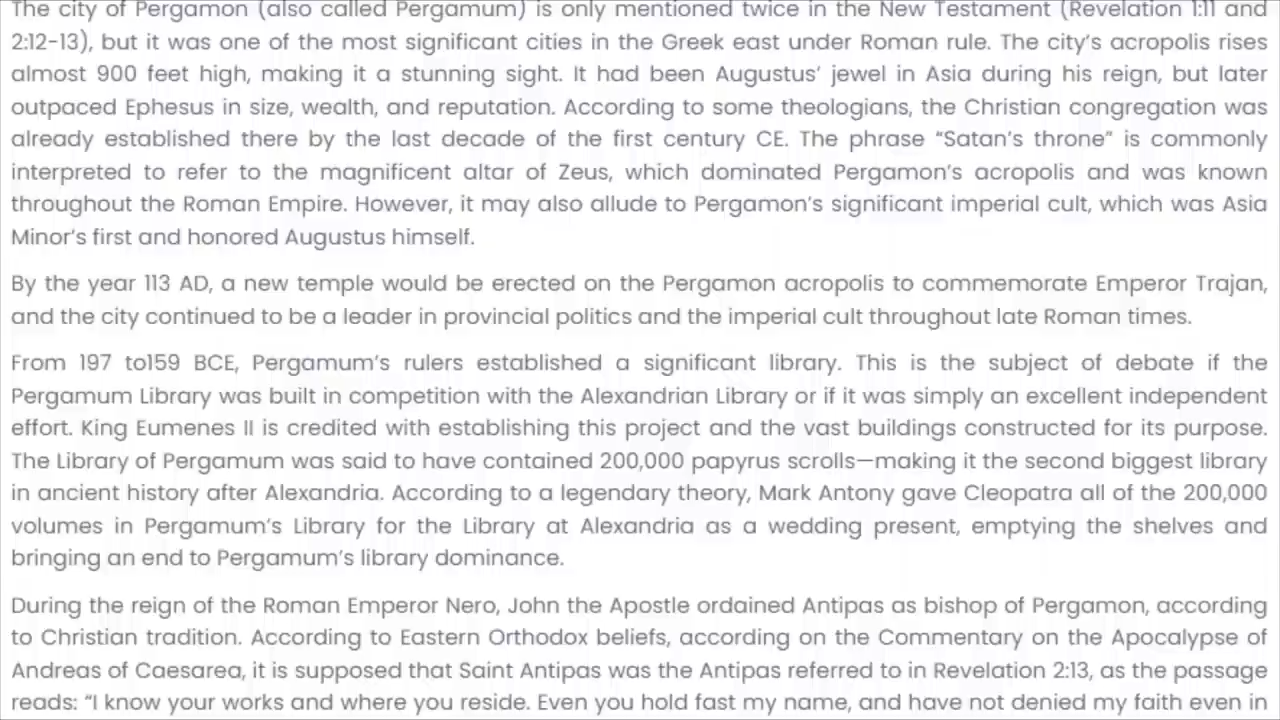 The city of Pergamon (also called Pergamum) is only mentioned twice in the New Testament (Revelation 1:11 and
2:12-13), but it was one of the most significant cities in the Greek east under Roman rule. The city's acropolis rises
almost 900 feet high, making it a stunning sight. It had been Augustus' jewel in Asia during his reign, but later
outpaced Ephesus in size, wealth, and reputation. According to some theologians, the Christian congregation was
already established there by the last decade of the first century CE. The phrase “Satan's throne” is commonly
interpreted to refer to the magnificent altar of Zeus, which dominated Pergamon's acropolis and was known
throughout the Roman Empire. However, it may also allude to Pergamon's significant imperial cult, which was Asia
Minor's first and honored Augustus himself.
By the year 113 AD, a new temple would be erected on the Pergamon acropolis to commemorate Emperor Trajan,
and the city continued to be a leader in provincial politics and the imperial cult throughout late Roman times.
From 197 to159 BCE, Pergamum's rulers established a significant library. This is the subject of debate if the
Pergamum Library was built in competition with the Alexandrian Library or if it was simply an excellent independent
effort. King Eumenes II is credited with establishing this project and the vast buildings constructed for its purpose.
The Library of Pergamum was said to have contained 200,000 papyrus scrolls—making it the second biggest library
in ancient history after Alexandria. According to a legendary theory, Mark Antony gave Cleopatra all of the 200,000
volumes in Pergamum's Library for the Library at Alexandria as a wedding present, emptying the shelves and
bringing an end to Pergamum's library dominance.
During the reign of the Roman Emperor Nero, John the Apostle ordained Antipas as bishop of Pergamon, according
to Christian tradition. According to Eastern Orthodox beliefs, according on the Commentary on the Apocalypse of
Andreas of Caesarea, it is supposed that Saint Antipas was the Antipas referred to in Revelation 2:13, as the passage
reads: “I know your works and where you reside. Even you hold fast my name, and have not denied my faith even in